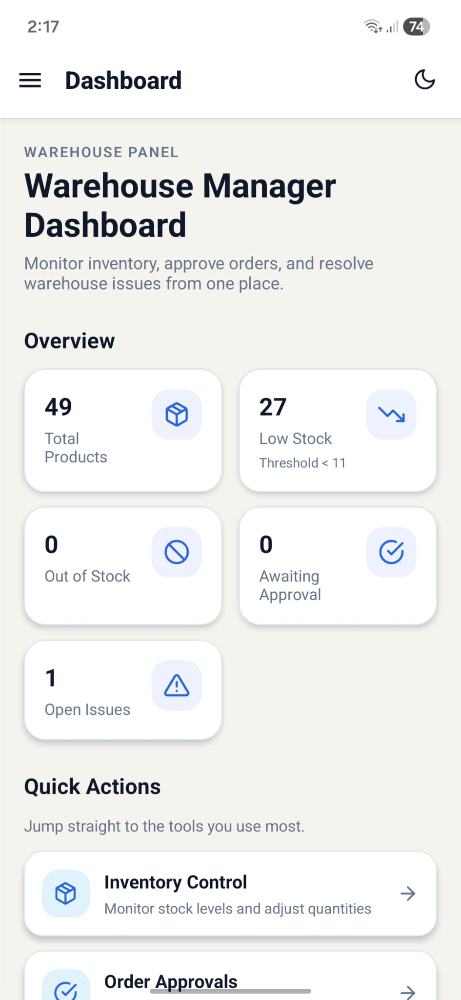 2:17
74
Dashboard
WAREHOUSE PANEL
Warehouse Manager
Dashboard
Monitor inventory, approve orders, and resolve
warehouse issues from one place.
Overview
49
Total
Products
27
Low Stock
Threshold < 11
0
Out of Stock
0
Awaiting
Approval
1
Open Issues
Quick Actions
Jump straight to the tools you use most.
Inventory Control
Monitor stock levels and adjust quantities
Order Approvals